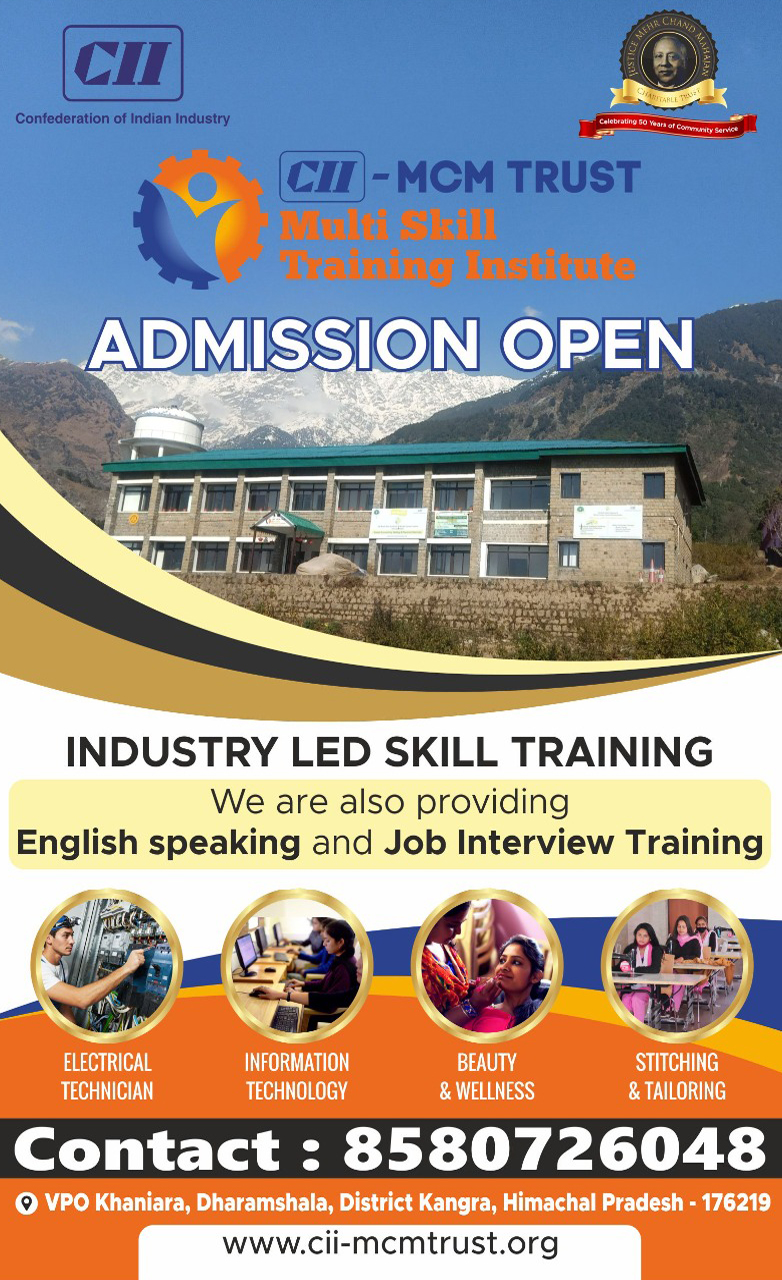 CII
Confederation of Indian Industry
JUSTICE MEHR CHAND MAHAJAN
CHARITABLE TRUST
Celebrating 50 Years of Community Service
CII - MCM TRUST
Multi Skill
Training Institute
ADMISSION OPEN
INDUSTRY LED SKILL TRAINING
We are also providing
English speaking and Job Interview Training
ELECTRICAL
TECHNICIAN
INFORMATION
TECHNOLOGY
BEAUTY
& WELLNESS
STITCHING
& TAILORING
Contact : 8580726048
VPO Khaniara, Dharamshala, District Kangra, Himachal Pradesh - 176219
www.cii-mcmtrust.org